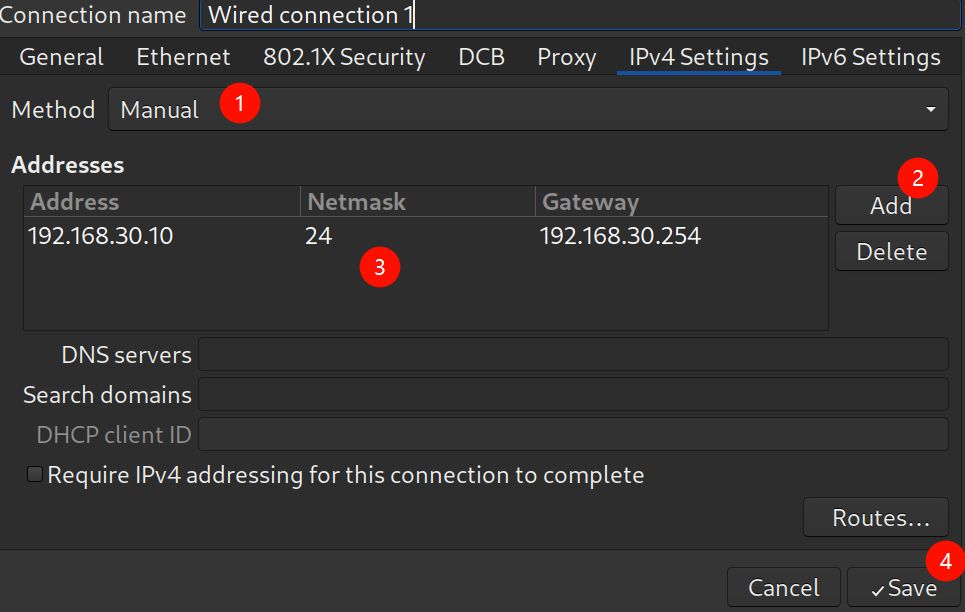 Connection name Wired connection 1
General Ethernet 802.1X Security DCB Proxy IPv4 Settings IPv6 Settings
Method Manual 1
Addresses
2
Address Netmask Gateway Add
192.168.30.10 24 192.168.30.254
Delete
3
DNS servers
Search domains
DHCP client ID
Require IPv4 addressing for this connection to complete
Routes...
4
Cancel Save